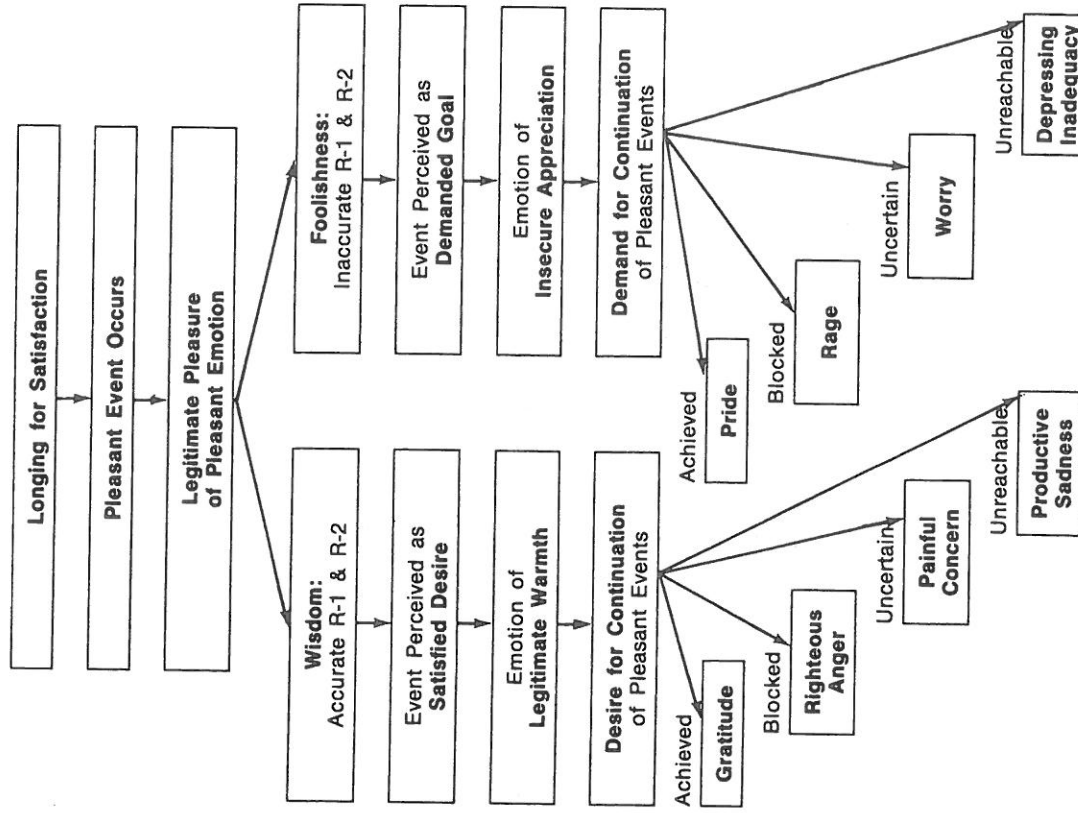 Longing for Satisfaction
Pleasant Event Occurs
Legitimate Pleasure
of Pleasant Emotion
Wisdom:
Accurate R-1 & R-2
Event Perceived as
Satisfied Desire
Emotion of
Legitimate Warmth
Desire for Continuation
of Pleasant Events
Achieved
Gratitude
Blocked
Righteous
Anger
Uncertain
Painful
Concern
Unreachable
Productive
Sadness
Foolishness:
Inaccurate R-1 & R-2
Event Perceived as
Demanded Goal
Emotion of
Insecure Appreciation
Demand for Continuation
of Pleasant Events
Achieved
Pride
Blocked
Rage
Uncertain
Worry
Unreachable
Depressing
Inadequacy